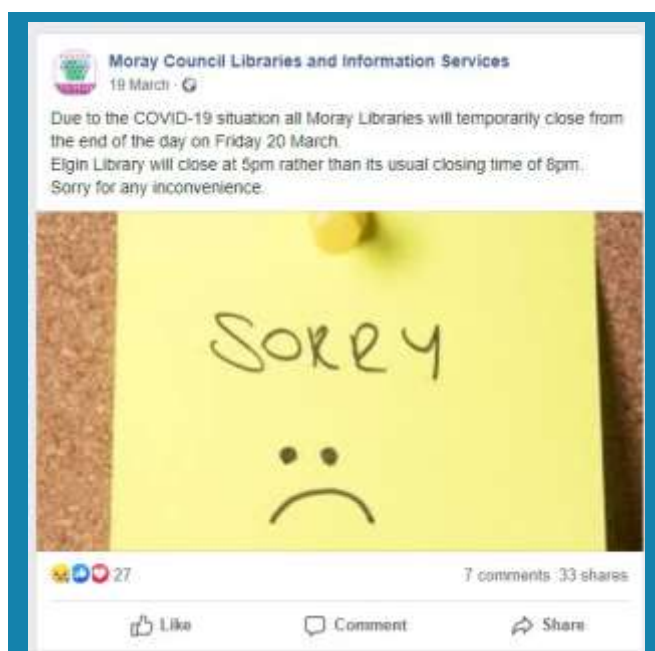 Moray Council Libraries and Information Services
19 March ·
Due to the COVID-19 situation all Moray Libraries will temporarily close from
the end of the day on Friday 20 March.
Elgin Library will close at 5pm rather than its usual closing time of 8pm.
Sorry for any inconvenience.
SORRY
27
7 comments 33 shares
Like
Comment
Share